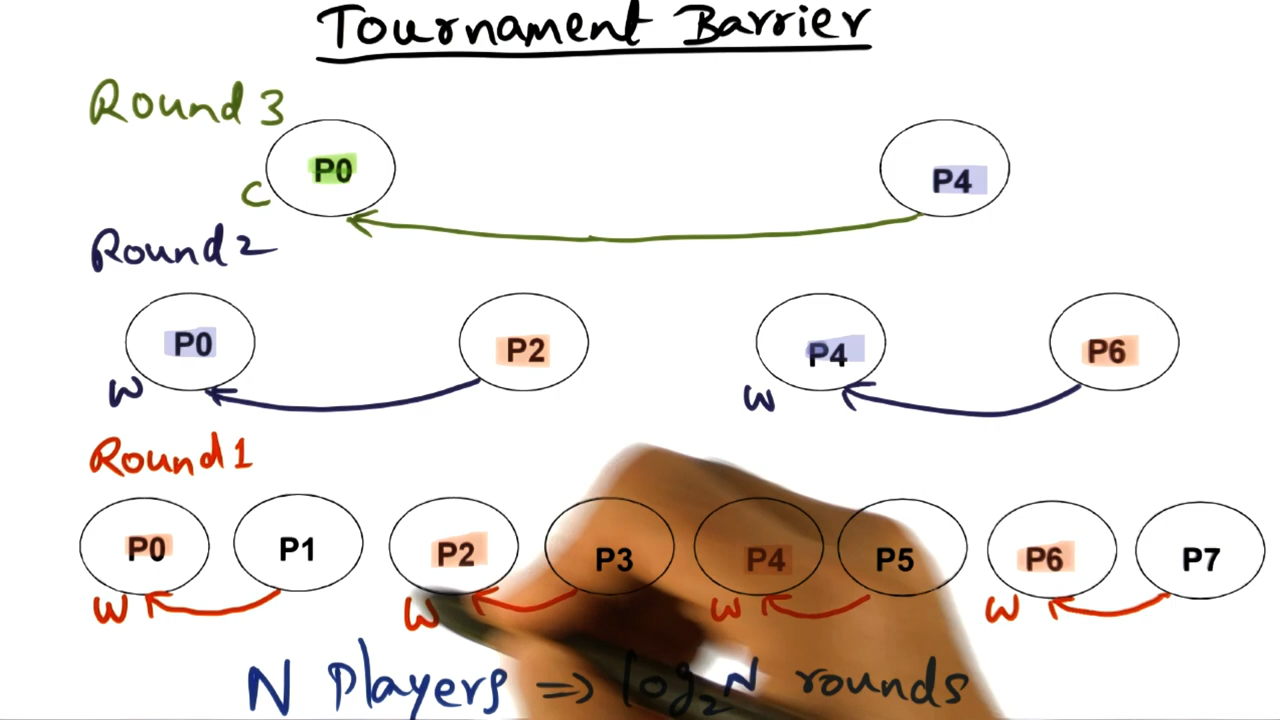 Tournament Barrier
Round 3
P0 P4
C
Round 2
P0 P2 P4 P6
W W
Round 1
P0 P1 P2 P3 P4 P5 P6 P7
W W W W
N Players ⇒ log₂N rounds